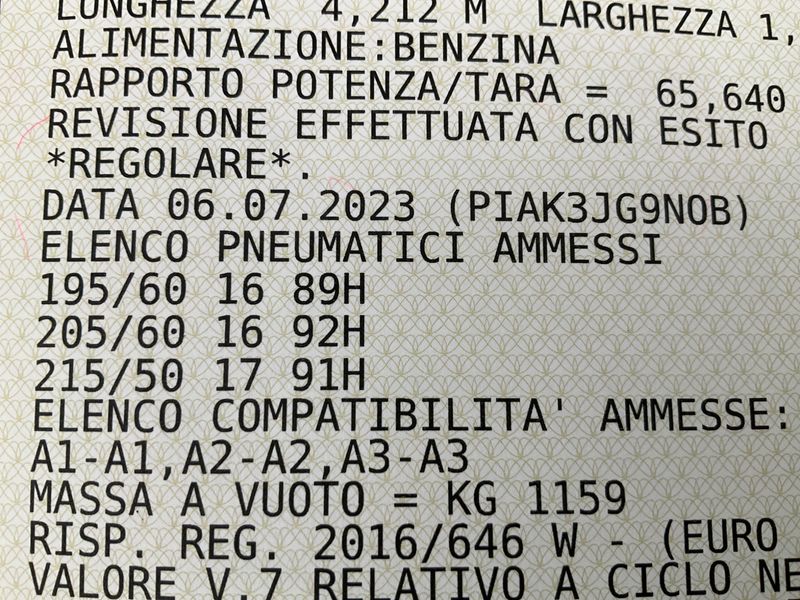 LUNGHEZZA 4,212 M LARGHEZZA 1,
ALIMENTAZIONE:BENZINA
RAPPORTO POTENZA/TARA = 65,640
REVISIONE EFFETTUATA CON ESITO
*REGOLARE*.
DATA 06.07.2023 (PIAK3JG9NOB)
ELENCO PNEUMATICI AMMESSI
195/60 16 89H
205/60 16 92H
215/50 17 91H
ELENCO COMPATIBILITA' AMMESSE:
A1-A1,A2-A2,A3-A3
MASSA A VUOTO = KG 1159
RISP. REG. 2016/646 W - (EURO
VALORE V.7 RELATIVO A CICLO NE